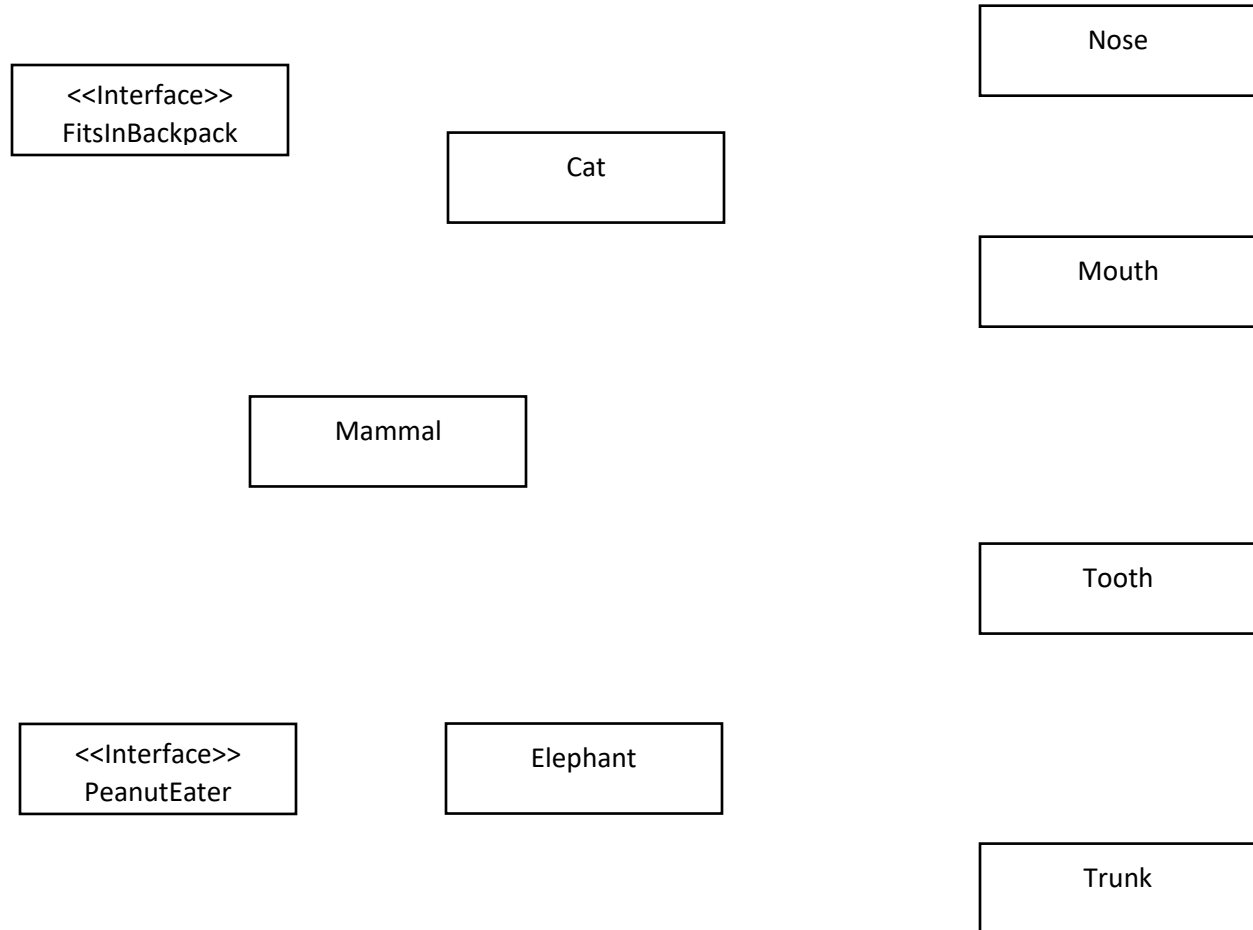 Nose
<<Interface>>
FitsInBackpack
Cat
Mouth
Mammal
Tooth
<<Interface>>
PeanutEater
Elephant
Trunk